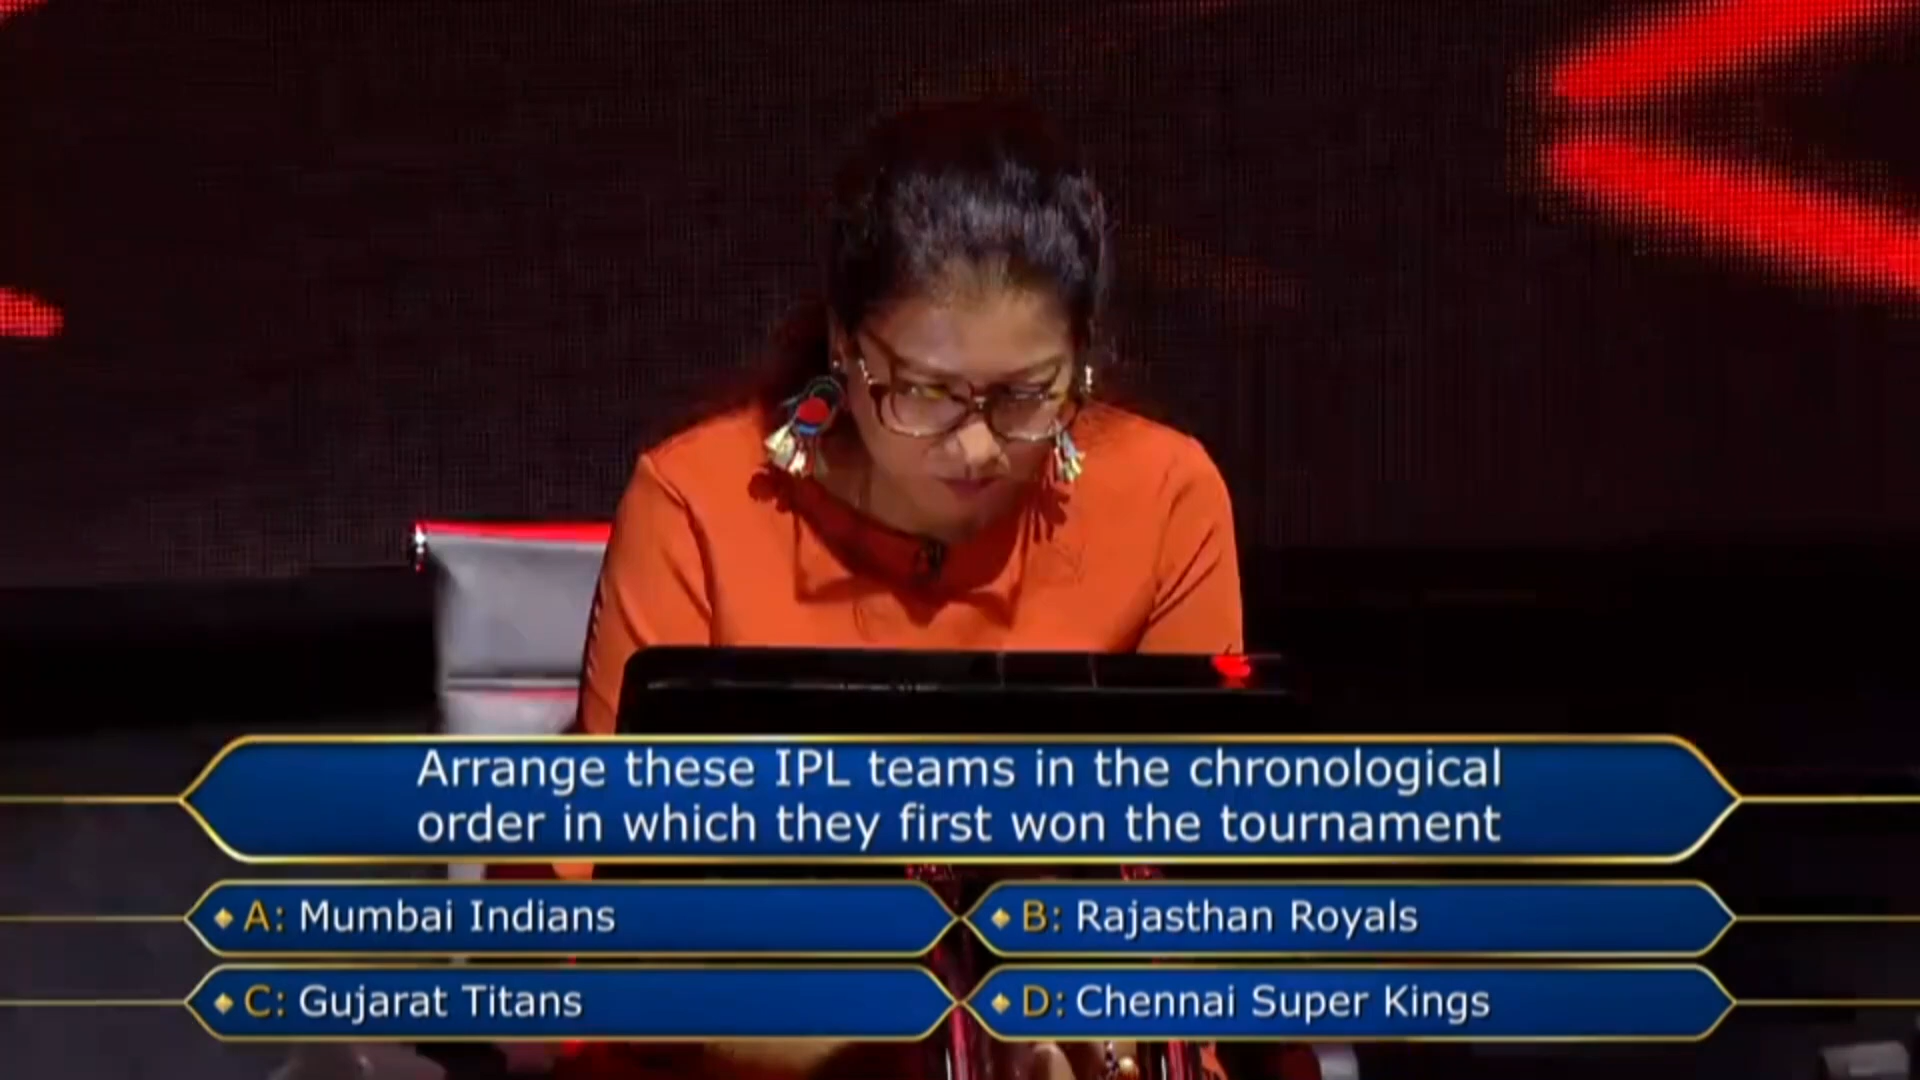 Arrange these IPL teams in the chronological
order in which they first won the tournament
A: Mumbai Indians
B: Rajasthan Royals
C: Gujarat Titans
D: Chennai Super Kings